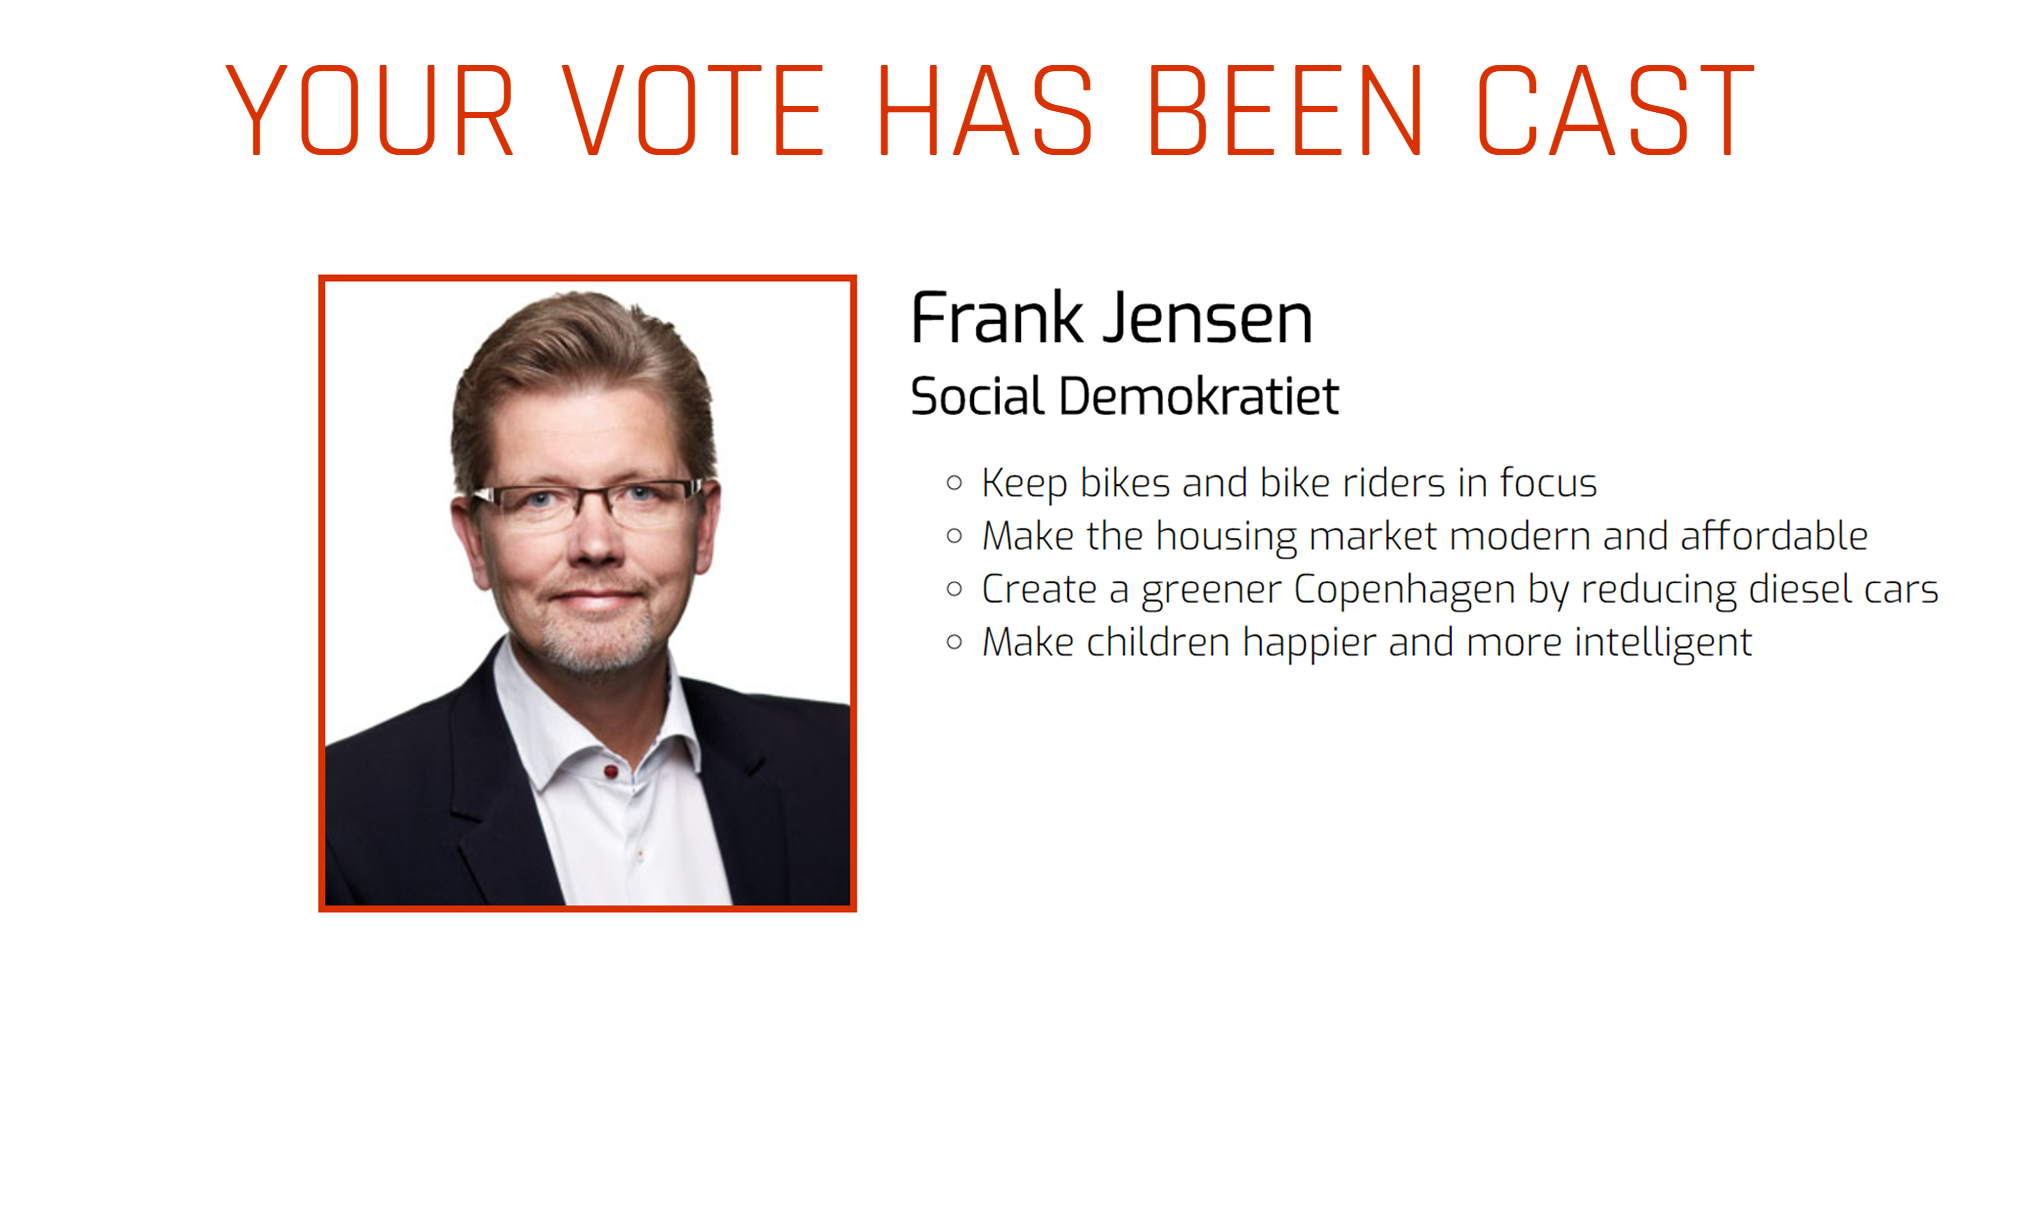 YOUR VOTE HAS BEEN CAST
Frank Jensen
Social Demokratiet
Keep bikes and bike riders in focus
Make the housing market modern and affordable
Create a greener Copenhagen by reducing diesel cars
Make children happier and more intelligent